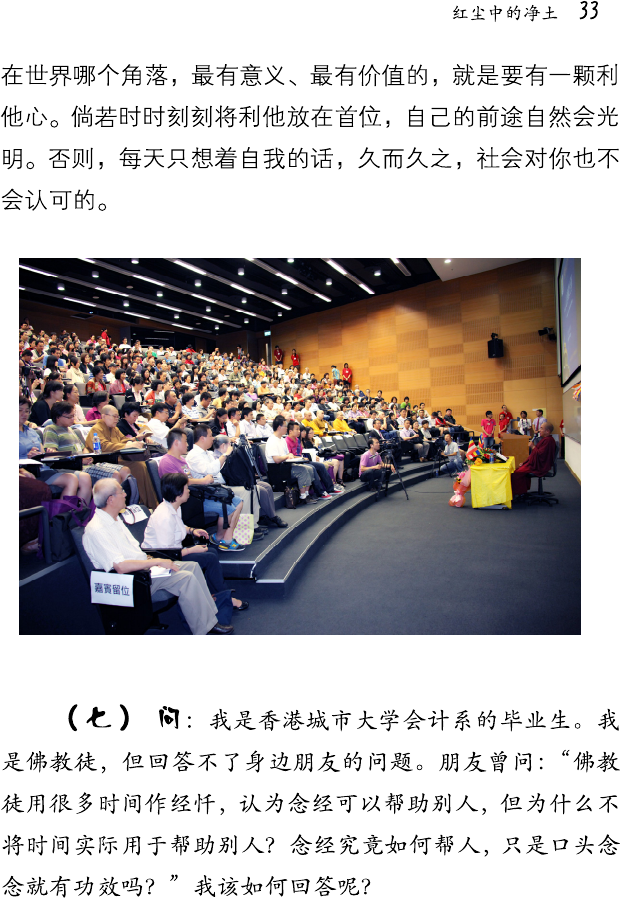 红尘中的净土 33
在世界哪个角落，最有意义、最有价值的，就是要有一颗利
他心。倘若时时刻刻将利他放在首位，自己的前途自然会光
明。否则，每天只想着自我的话，久而久之，社会对你也不
会认可的。
嘉賓留位
（七） 问：我是香港城市大学会计系的毕业生。我
是佛教徒，但回答不了身边朋友的问题。朋友曾问：“佛教
徒用很多时间作经忏，认为念经可以帮助别人，但为什么不
将时间实际用于帮助别人？念经究竟如何帮人，只是口头念
念就有功效吗？”我该如何回答呢？